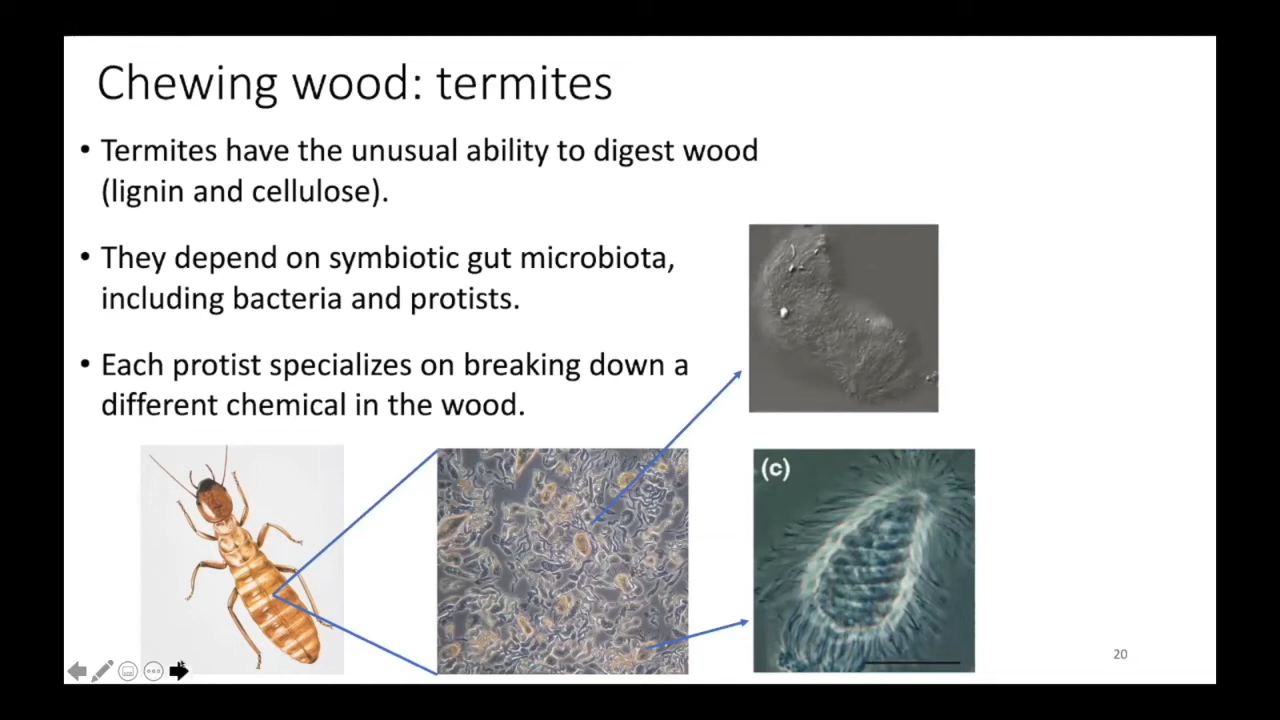 Chewing wood: termites
• Termites have the unusual ability to digest wood
(lignin and cellulose).
• They depend on symbiotic gut microbiota,
including bacteria and protists.
• Each protist specializes on breaking down a
different chemical in the wood.
(c)
20